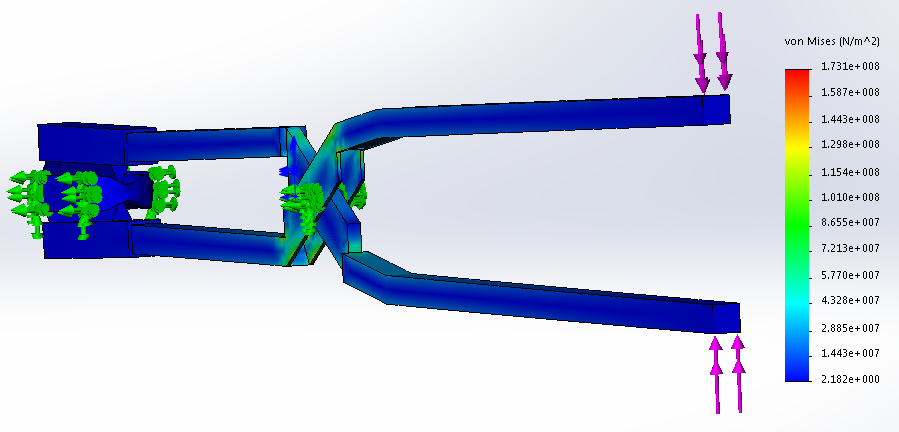 von Mises (N/m^2)
1.731e+008
1.587e+008
1.443e+008
1.298e+008
1.154e+008
1.010e+008
8.655e+007
7.213e+007
5.770e+007
4.328e+007
2.885e+007
1.443e+007
2.182e+000